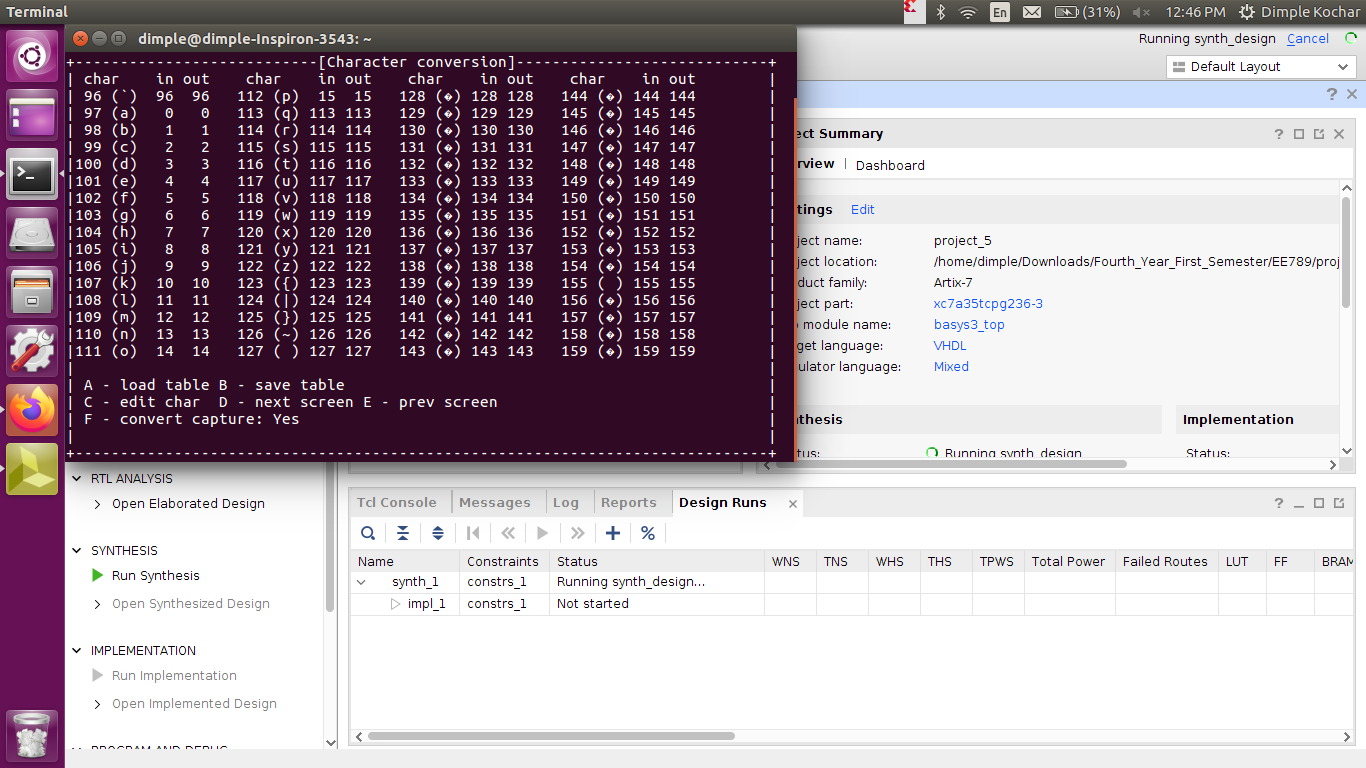 Terminal
En
(31%)
12:46 PM
Dimple Kochar
dimple@dimple-Inspiron-3543: ~
+---------------------------[Character conversion]----------------------------+
| char in out char in out char in out char in out |
| 96 (`) 96 96 112 (p) 15 15 128 (�) 128 128 144 (�) 144 144 |
| 97 (a) 0 0 113 (q) 113 113 129 (�) 129 129 145 (�) 145 145 |
| 98 (b) 1 1 114 (r) 114 114 130 (�) 130 130 146 (�) 146 146 |
| 99 (c) 2 2 115 (s) 115 115 131 (�) 131 131 147 (�) 147 147 |
|100 (d) 3 3 116 (t) 116 116 132 (�) 132 132 148 (�) 148 148 |
|101 (e) 4 4 117 (u) 117 117 133 (�) 133 133 149 (�) 149 149 |
|102 (f) 5 5 118 (v) 118 118 134 (�) 134 134 150 (�) 150 150 |
|103 (g) 6 6 119 (w) 119 119 135 (�) 135 135 151 (�) 151 151 |
|104 (h) 7 7 120 (x) 120 120 136 (�) 136 136 152 (�) 152 152 |
|105 (i) 8 8 121 (y) 121 121 137 (�) 137 137 153 (�) 153 153 |
|106 (j) 9 9 122 (z) 122 122 138 (�) 138 138 154 (�) 154 154 |
|107 (k) 10 10 123 ({) 123 123 139 (�) 139 139 155 ( ) 155 155 |
|108 (l) 11 11 124 (|) 124 124 140 (�) 140 140 156 (�) 156 156 |
|109 (m) 12 12 125 (}) 125 125 141 (�) 141 141 157 (�) 157 157 |
|110 (n) 13 13 126 (~) 126 126 142 (�) 142 142 158 (�) 158 158 |
|111 (o) 14 14 127 ( ) 127 127 143 (�) 143 143 159 (�) 159 159 |
| |
| A - load table B - save table |
| C - edit char D - next screen E - prev screen |
| F - convert capture: Yes |
| |
+-----------------------------------------------------------------------------+
Running synth_design Cancel
Default Layout
ect Summary
rview | Dashboard
tings Edit
ject name: project_5
ject location: /home/dimple/Downloads/Fourth_Year_First_Semester/EE789/proj
duct family: Artix-7
ject part: xc7a35tcpg236-3
module name: basys3_top
get language: VHDL
ulator language: Mixed
thesis Implementation
tus: Running synth_design Status:
RTL ANALYSIS
Open Elaborated Design
SYNTHESIS
Run Synthesis
Open Synthesized Design
IMPLEMENTATION
Run Implementation
Open Implemented Design
PROGRAM AND DEBUG
Tcl Console Messages Log Reports Design Runs
Name Constraints Status WNS TNS WHS THS TPWS Total Power Failed Routes LUT FF BRAM
synth_1 constrs_1 Running synth_design...
impl_1 constrs_1 Not started